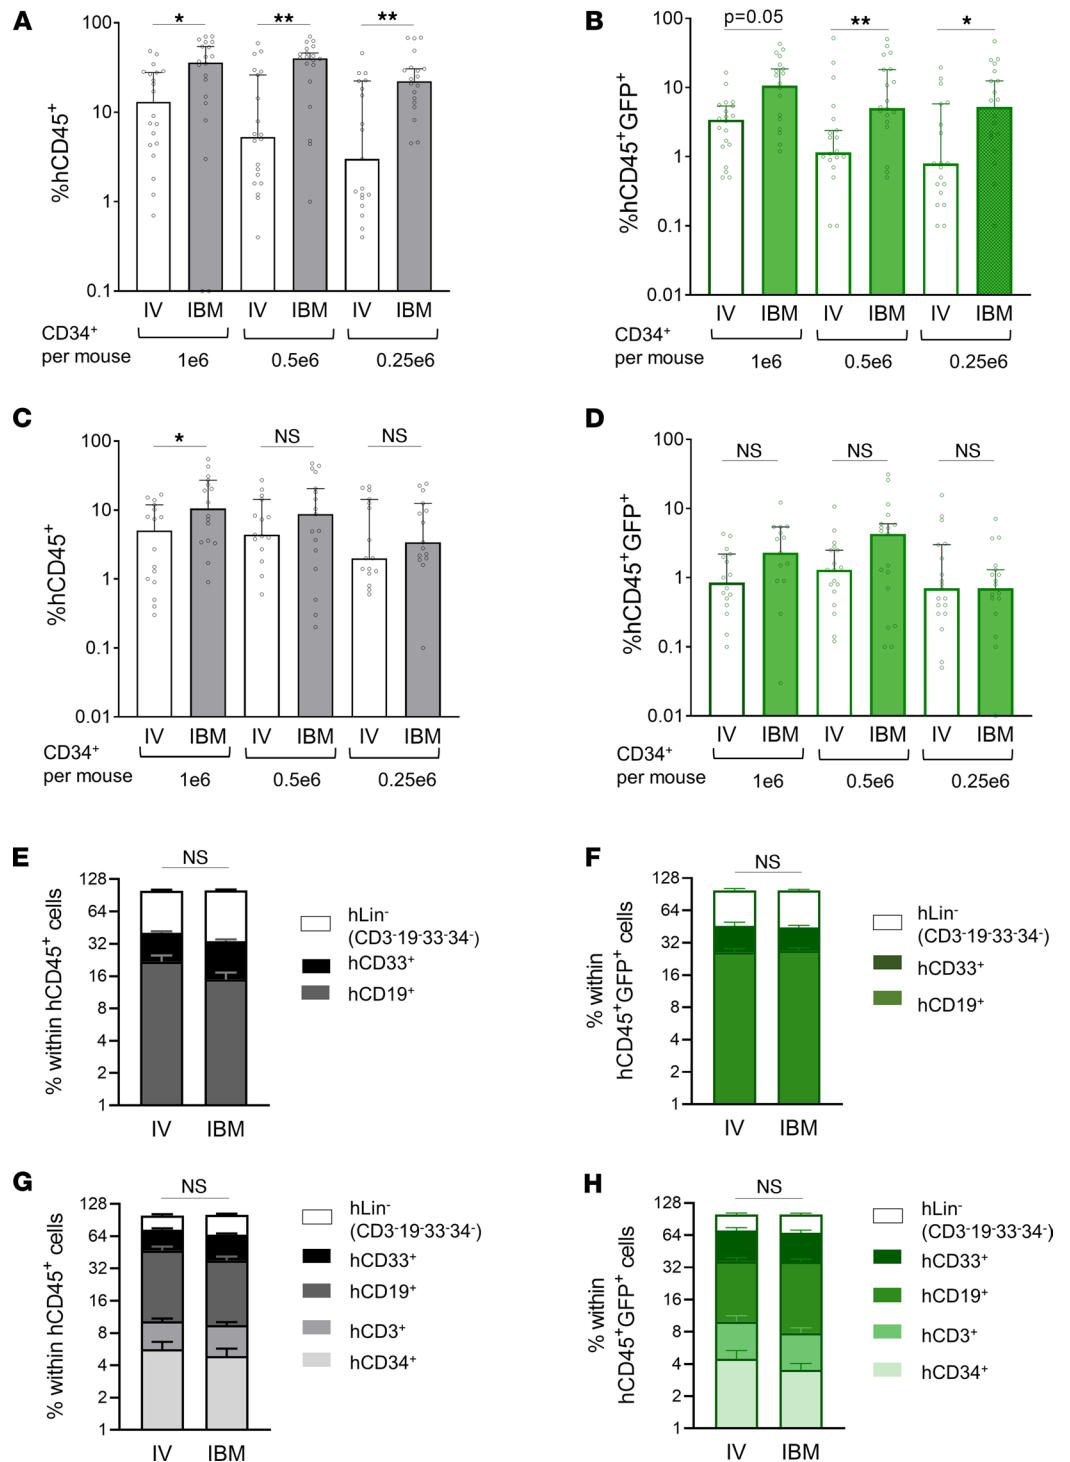 A
%hCD45+
100
10
1
0.1
* ** **
IV IBM IV IBM IV IBM
CD34+
per mouse
1e6 0.5e6 0.25e6
B
%hCD45+GFP+
100
10
1
0.1
0.01
p=0.05 ** *
IV IBM IV IBM IV IBM
CD34+
per mouse
1e6 0.5e6 0.25e6
C
%hCD45+
100
10
1
0.1
0.01
* NS NS
IV IBM IV IBM IV IBM
CD34+
per mouse
1e6 0.5e6 0.25e6
D
%hCD45+GFP+
100
10
1
0.1
0.01
NS NS NS
IV IBM IV IBM IV IBM
CD34+
per mouse
1e6 0.5e6 0.25e6
E
% within hCD45+ cells
128
64
32
16
8
4
2
1
NS
IV IBM
hLin-
(CD3-19-33-34-)
hCD33+
hCD19+
F
% within
hCD45+GFP+ cells
128
64
32
16
8
4
2
1
NS
IV IBM
hLin-
(CD3-19-33-34-)
hCD33+
hCD19+
G
% within hCD45+ cells
128
64
32
16
8
4
2
1
NS
IV IBM
hLin-
(CD3-19-33-34-)
hCD33+
hCD19+
hCD3+
hCD34+
H
% within
hCD45+GFP+ cells
128
64
32
16
8
4
2
1
NS
IV IBM
hLin-
(CD3-19-33-34-)
hCD33+
hCD19+
hCD3+
hCD34+